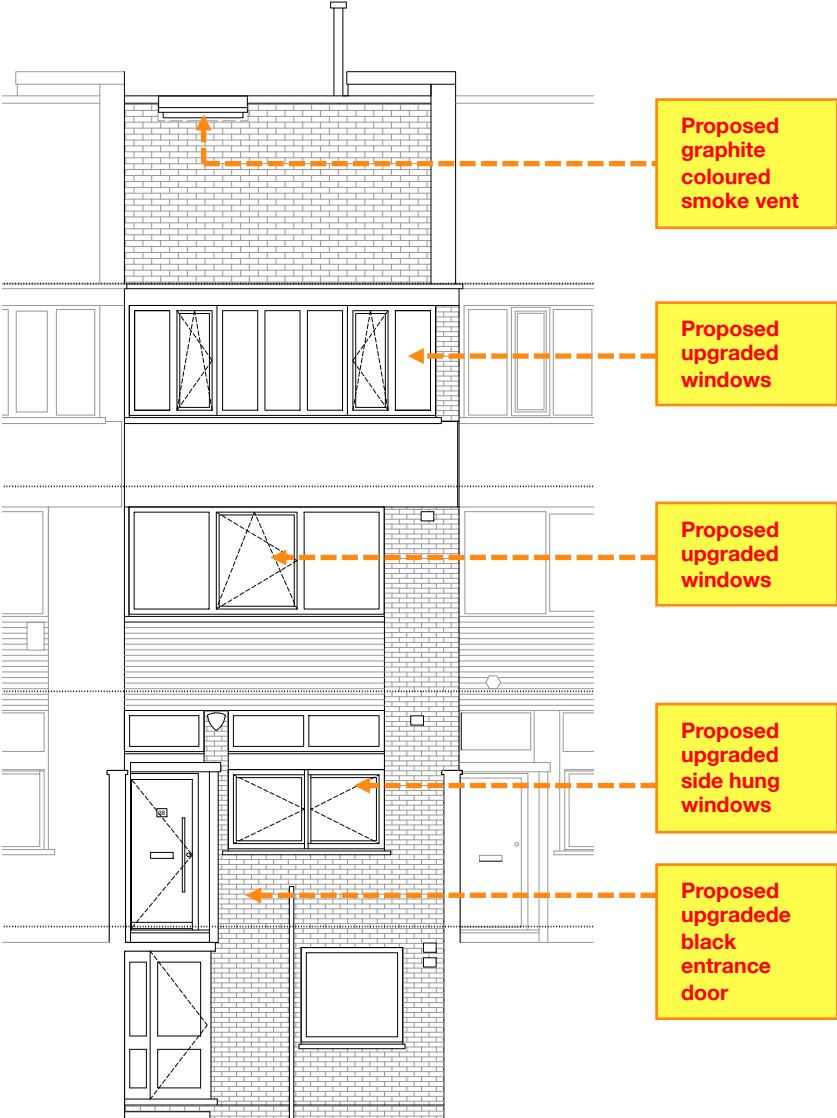 Proposed
graphite
coloured
smoke vent
Proposed
upgraded
windows
Proposed
upgraded
windows
Proposed
upgraded
side hung
windows
Proposed
upgradede
black
entrance
door